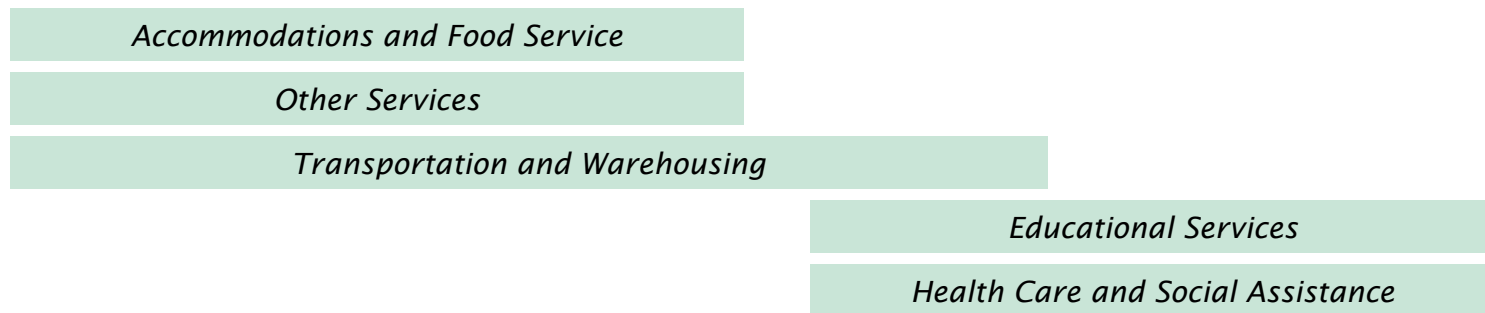 Accommodations and Food Service
Other Services
Transportation and Warehousing
Educational Services
Health Care and Social Assistance